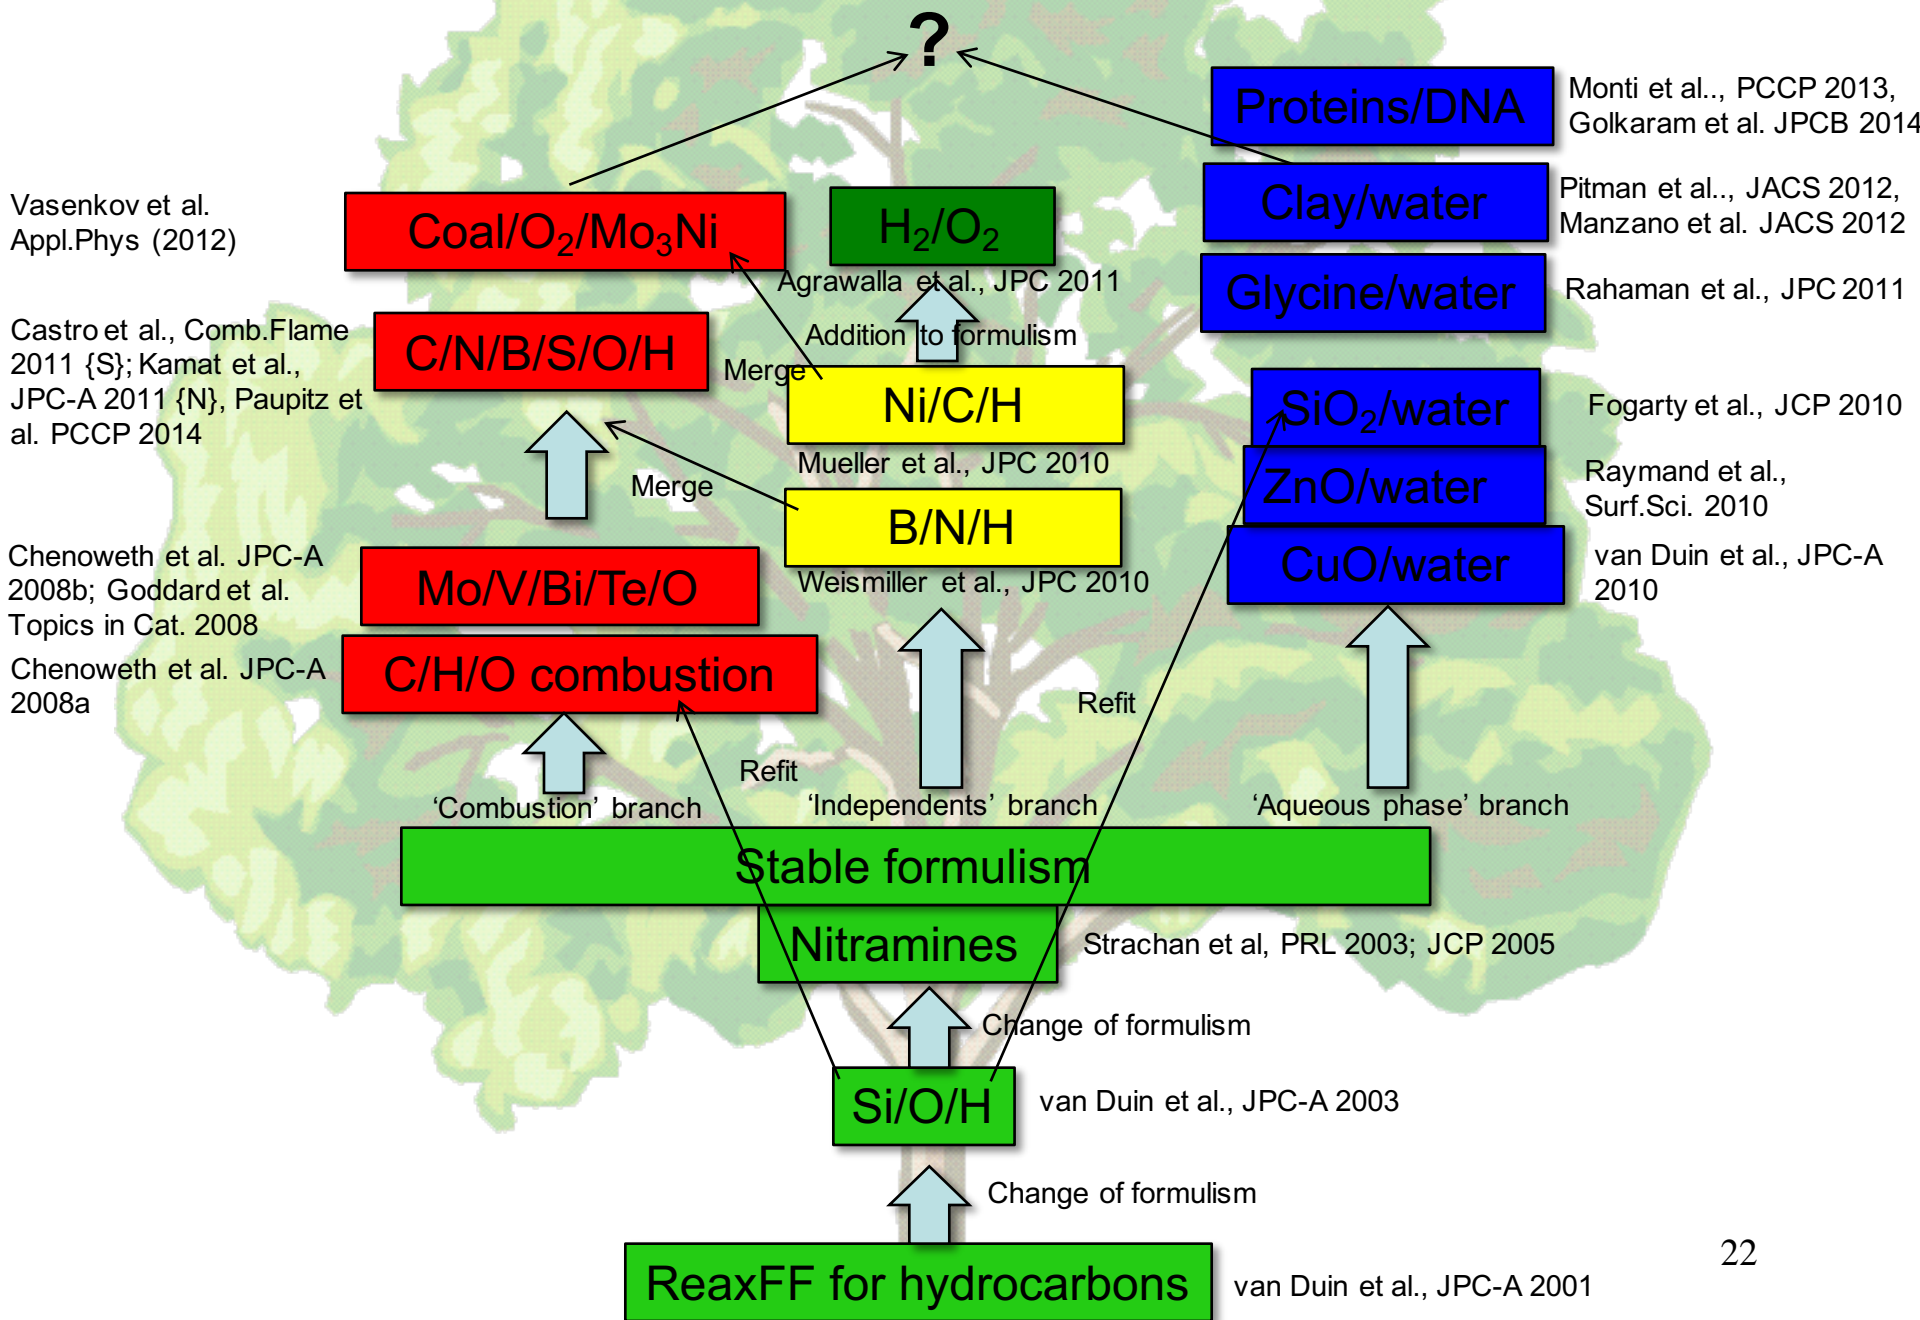 ?
Proteins/DNA
Monti et al.., PCCP 2013,
Golkaram et al. JPCB 2014
Vasenkov et al.
Appl.Phys (2012)
Coal/O₂/Mo₃Ni
H₂/O₂
Agrawalla et al., JPC 2011
Clay/water
Pitman et al.., JACS 2012,
Manzano et al. JACS 2012
Glycine/water
Rahaman et al., JPC 2011
Castro et al., Comb.Flame
2011 {S}; Kamat et al.,
JPC-A 2011 {N}, Paupitz et
al. PCCP 2014
C/N/B/S/O/H
Addition to formulism
Merge
Ni/C/H
Mueller et al., JPC 2010
SiO₂/water
Fogarty et al., JCP 2010
Merge
B/N/H
Weismiller et al., JPC 2010
ZnO/water
Raymand et al.,
Surf.Sci. 2010
Chenoweth et al. JPC-A
2008b; Goddard et al.
Topics in Cat. 2008
Mo/V/Bi/Te/O
CuO/water
van Duin et al., JPC-A
2010
Chenoweth et al. JPC-A
2008a
C/H/O combustion
Refit
Refit
‘Combustion’ branch
‘Independents’ branch
‘Aqueous phase’ branch
Stable formulism
Nitramines
Strachan et al, PRL 2003; JCP 2005
Change of formulism
Si/O/H
van Duin et al., JPC-A 2003
Change of formulism
ReaxFF for hydrocarbons
van Duin et al., JPC-A 2001
22